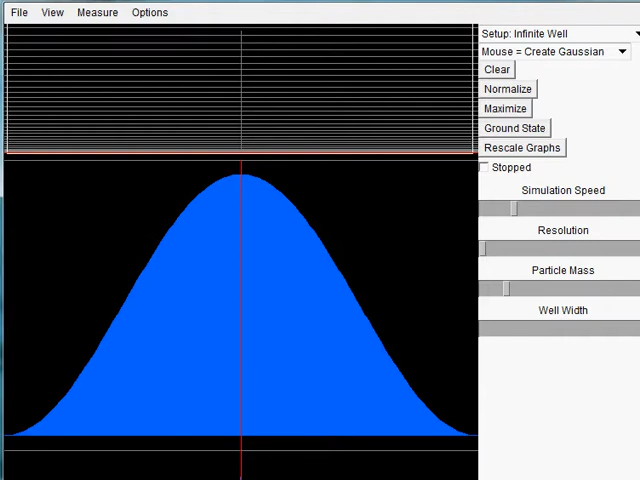 File View Measure Options
Setup: Infinite Well
Mouse = Create Gaussian
Clear
Normalize
Maximize
Ground State
Rescale Graphs
Stopped
Simulation Speed
Resolution
Particle Mass
Well Width